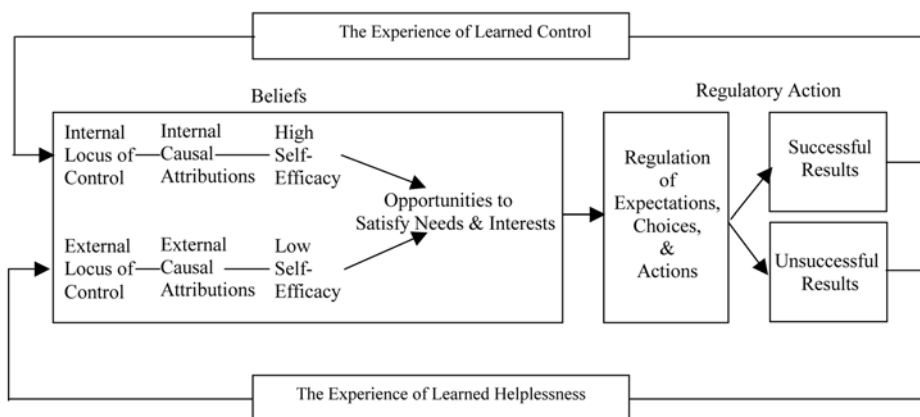 The Experience of Learned Control
Beliefs
Regulatory Action
Internal
Locus of
Control
Internal
Causal
Attributions
High
Self-
Efficacy
External
Locus of
Control
External
Causal
Attributions
Low
Self-
Efficacy
Opportunities to
Satisfy Needs & Interests
Regulation
of
Expectations,
Choices,
&
Actions
Successful
Results
Unsuccessful
Results
The Experience of Learned Helplessness